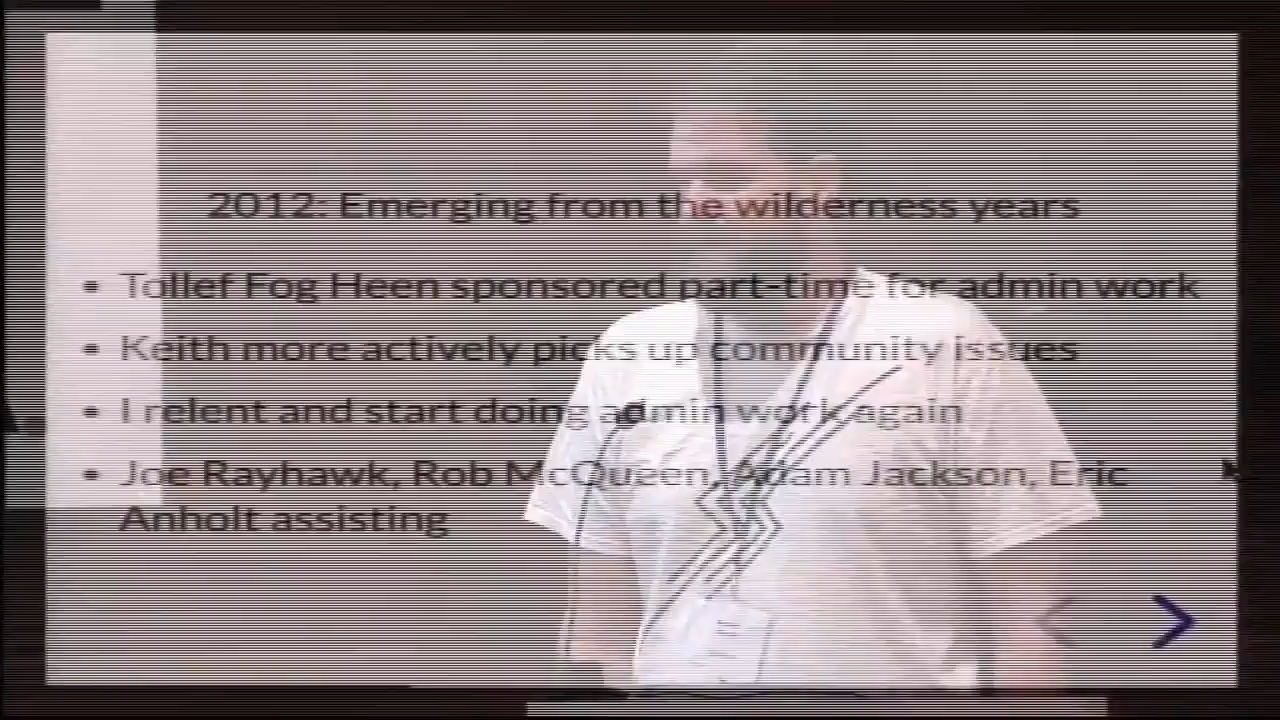 2012: Emerging from the wilderness years
• Tollef Fog Heen sponsored part-time for admin work
• Keith more actively picks up community issues
• I relent and start doing admin work again
• Joe Rayhawk, Rob McQueen, Adam Jackson, Eric
Anholt assisting